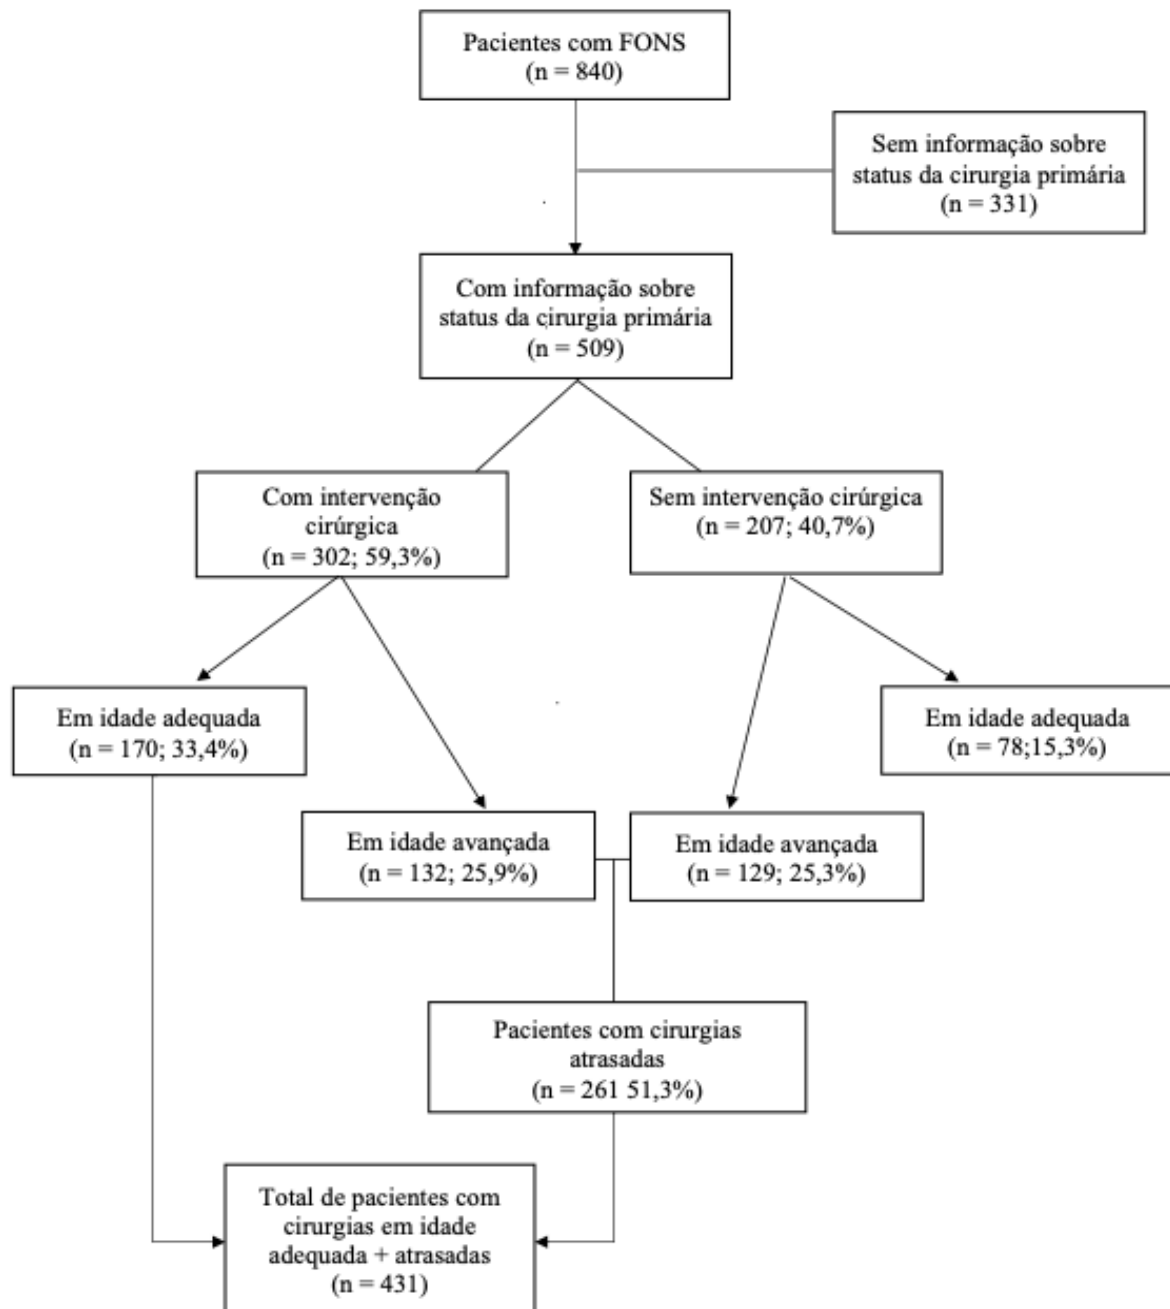 Pacientes com FONS
(n = 840)
Sem informação sobre
status da cirurgia primária
(n = 331)
Com informação sobre
status da cirurgia primária
(n = 509)
Com intervenção
cirúrgica
(n = 302; 59,3%)
Sem intervenção cirúrgica
(n = 207; 40,7%)
Em idade adequada
(n = 170; 33,4%)
Em idade adequada
(n = 78;15,3%)
Em idade avançada
(n = 132; 25,9%)
Em idade avançada
(n = 129; 25,3%)
Pacientes com cirurgias
atrasadas
(n = 261 51,3%)
Total de pacientes com
cirurgias em idade
adequada + atrasadas
(n = 431)